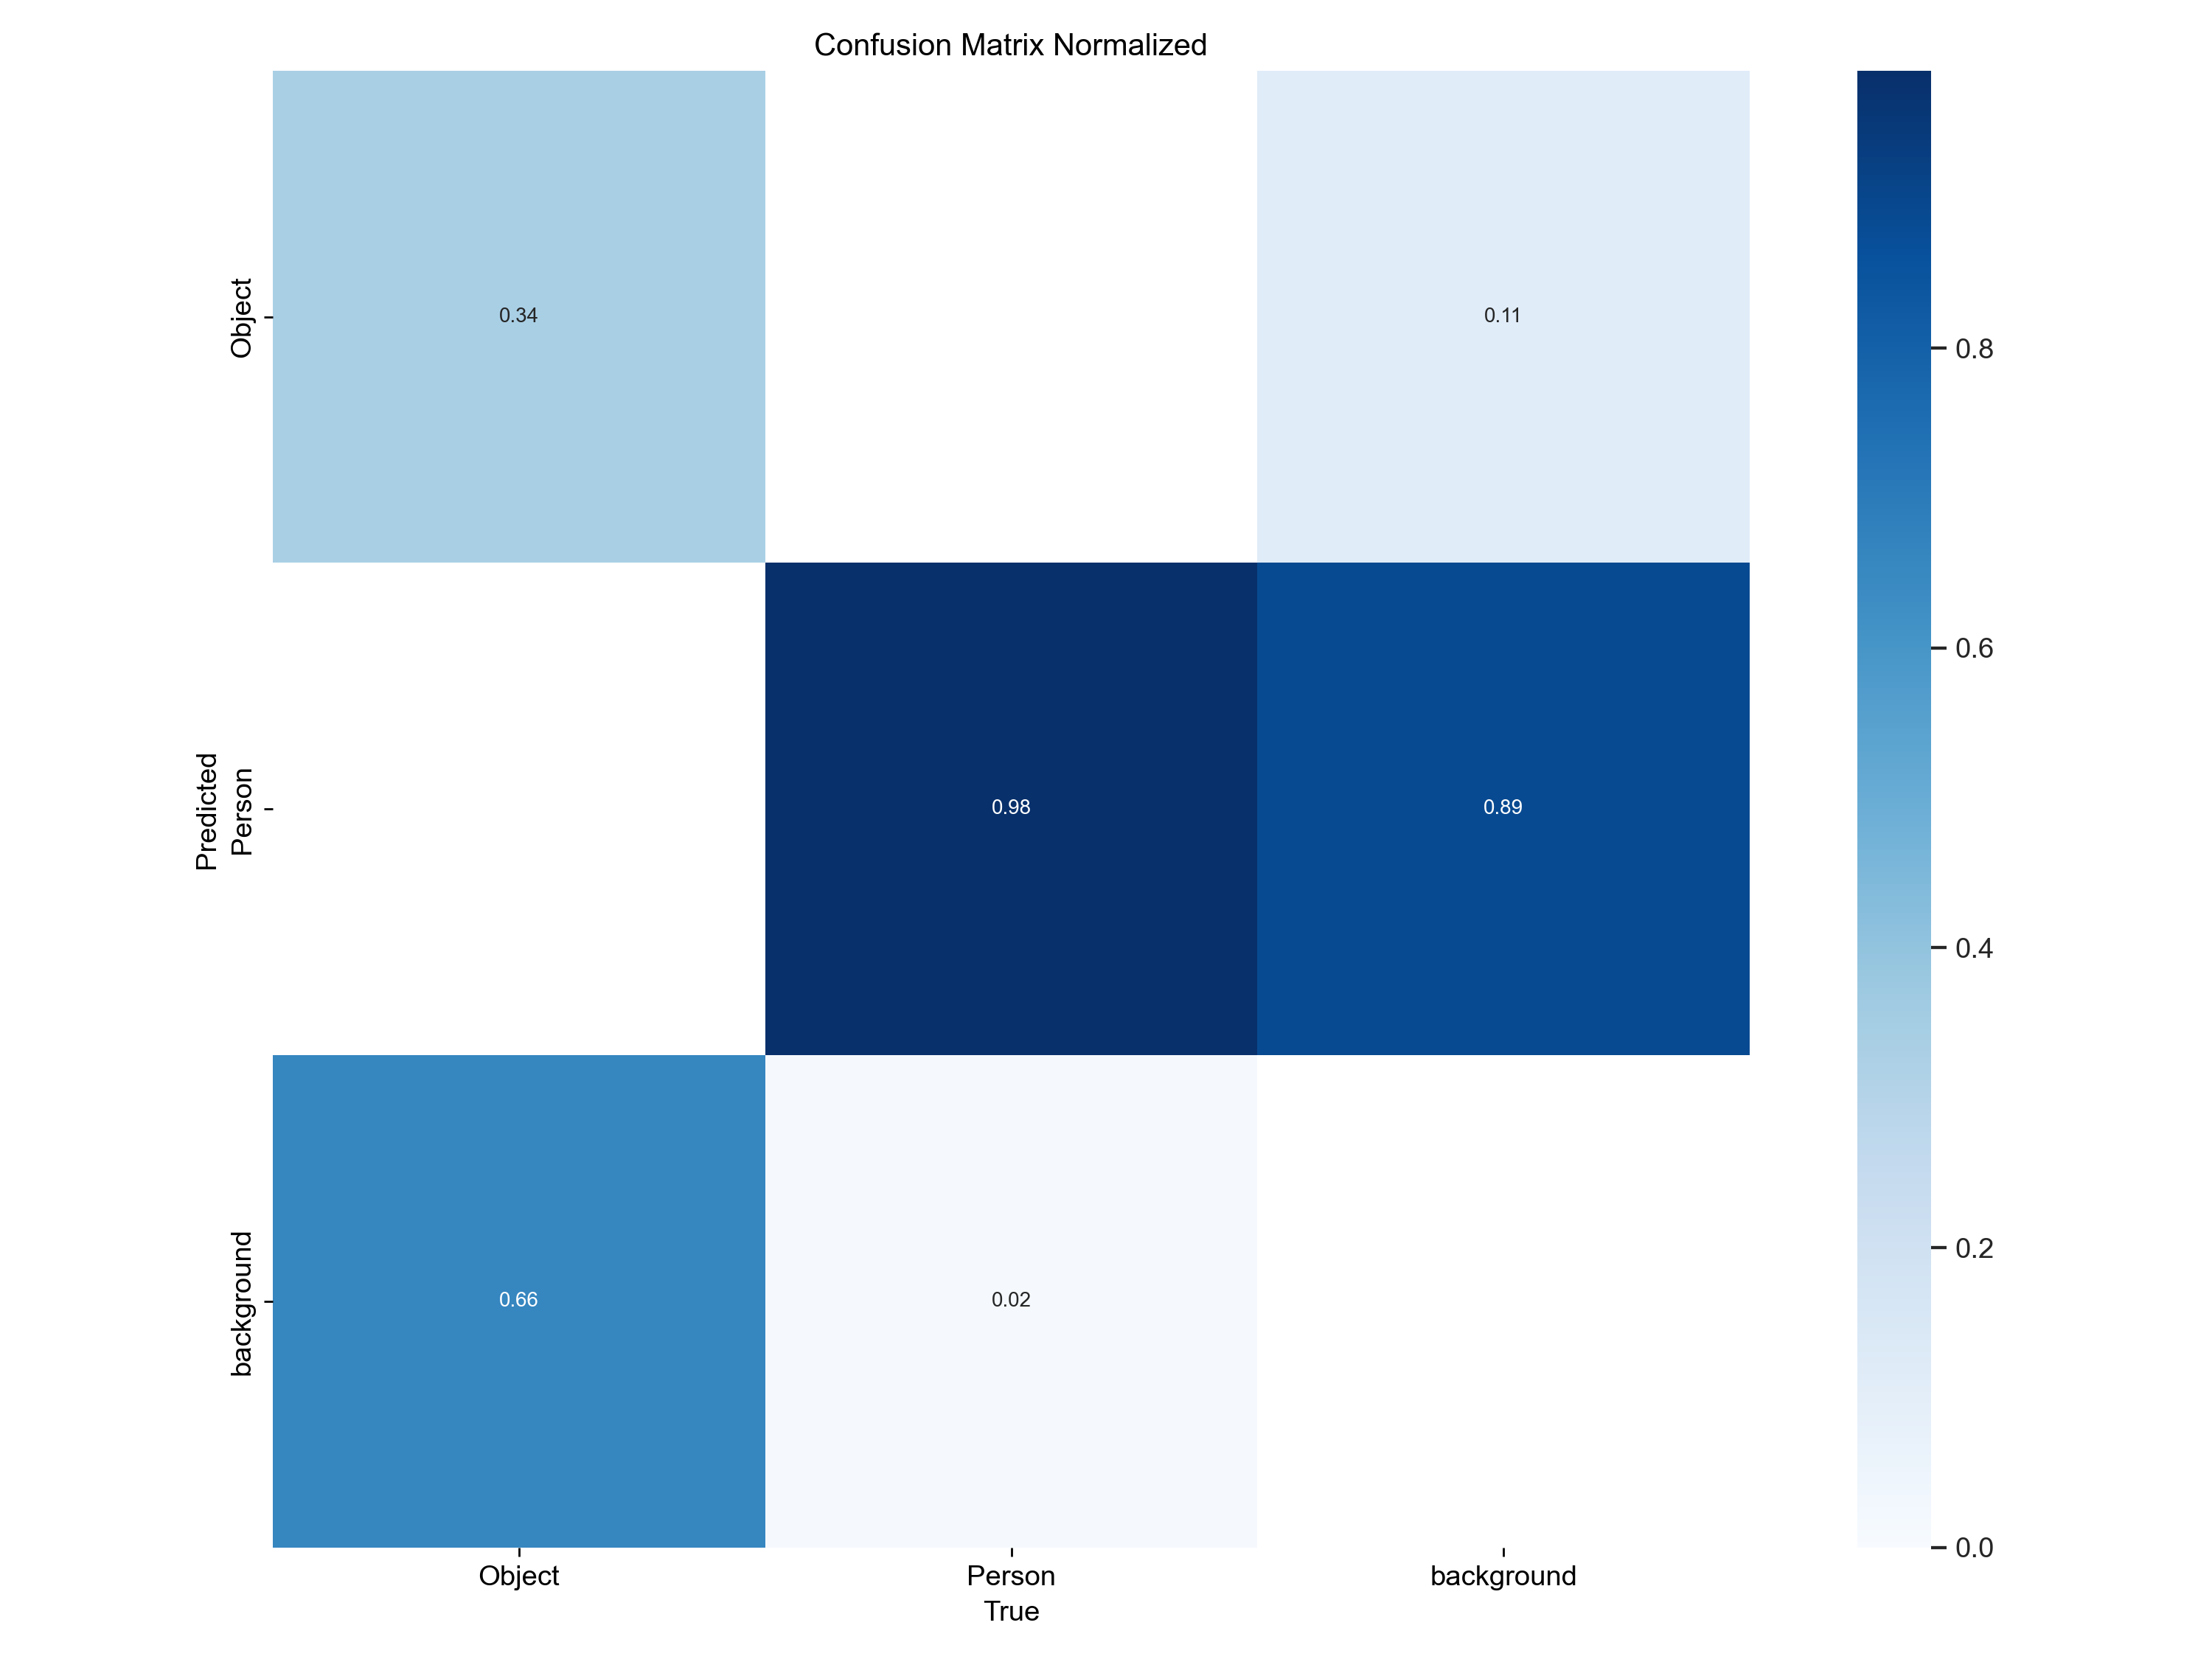 Confusion Matrix Normalized
Object
0.34
0.11
0.8
0.6
Predicted
Person
0.98
0.89
0.4
background
0.66
0.02
0.2
0.0
Object
Person
background
True